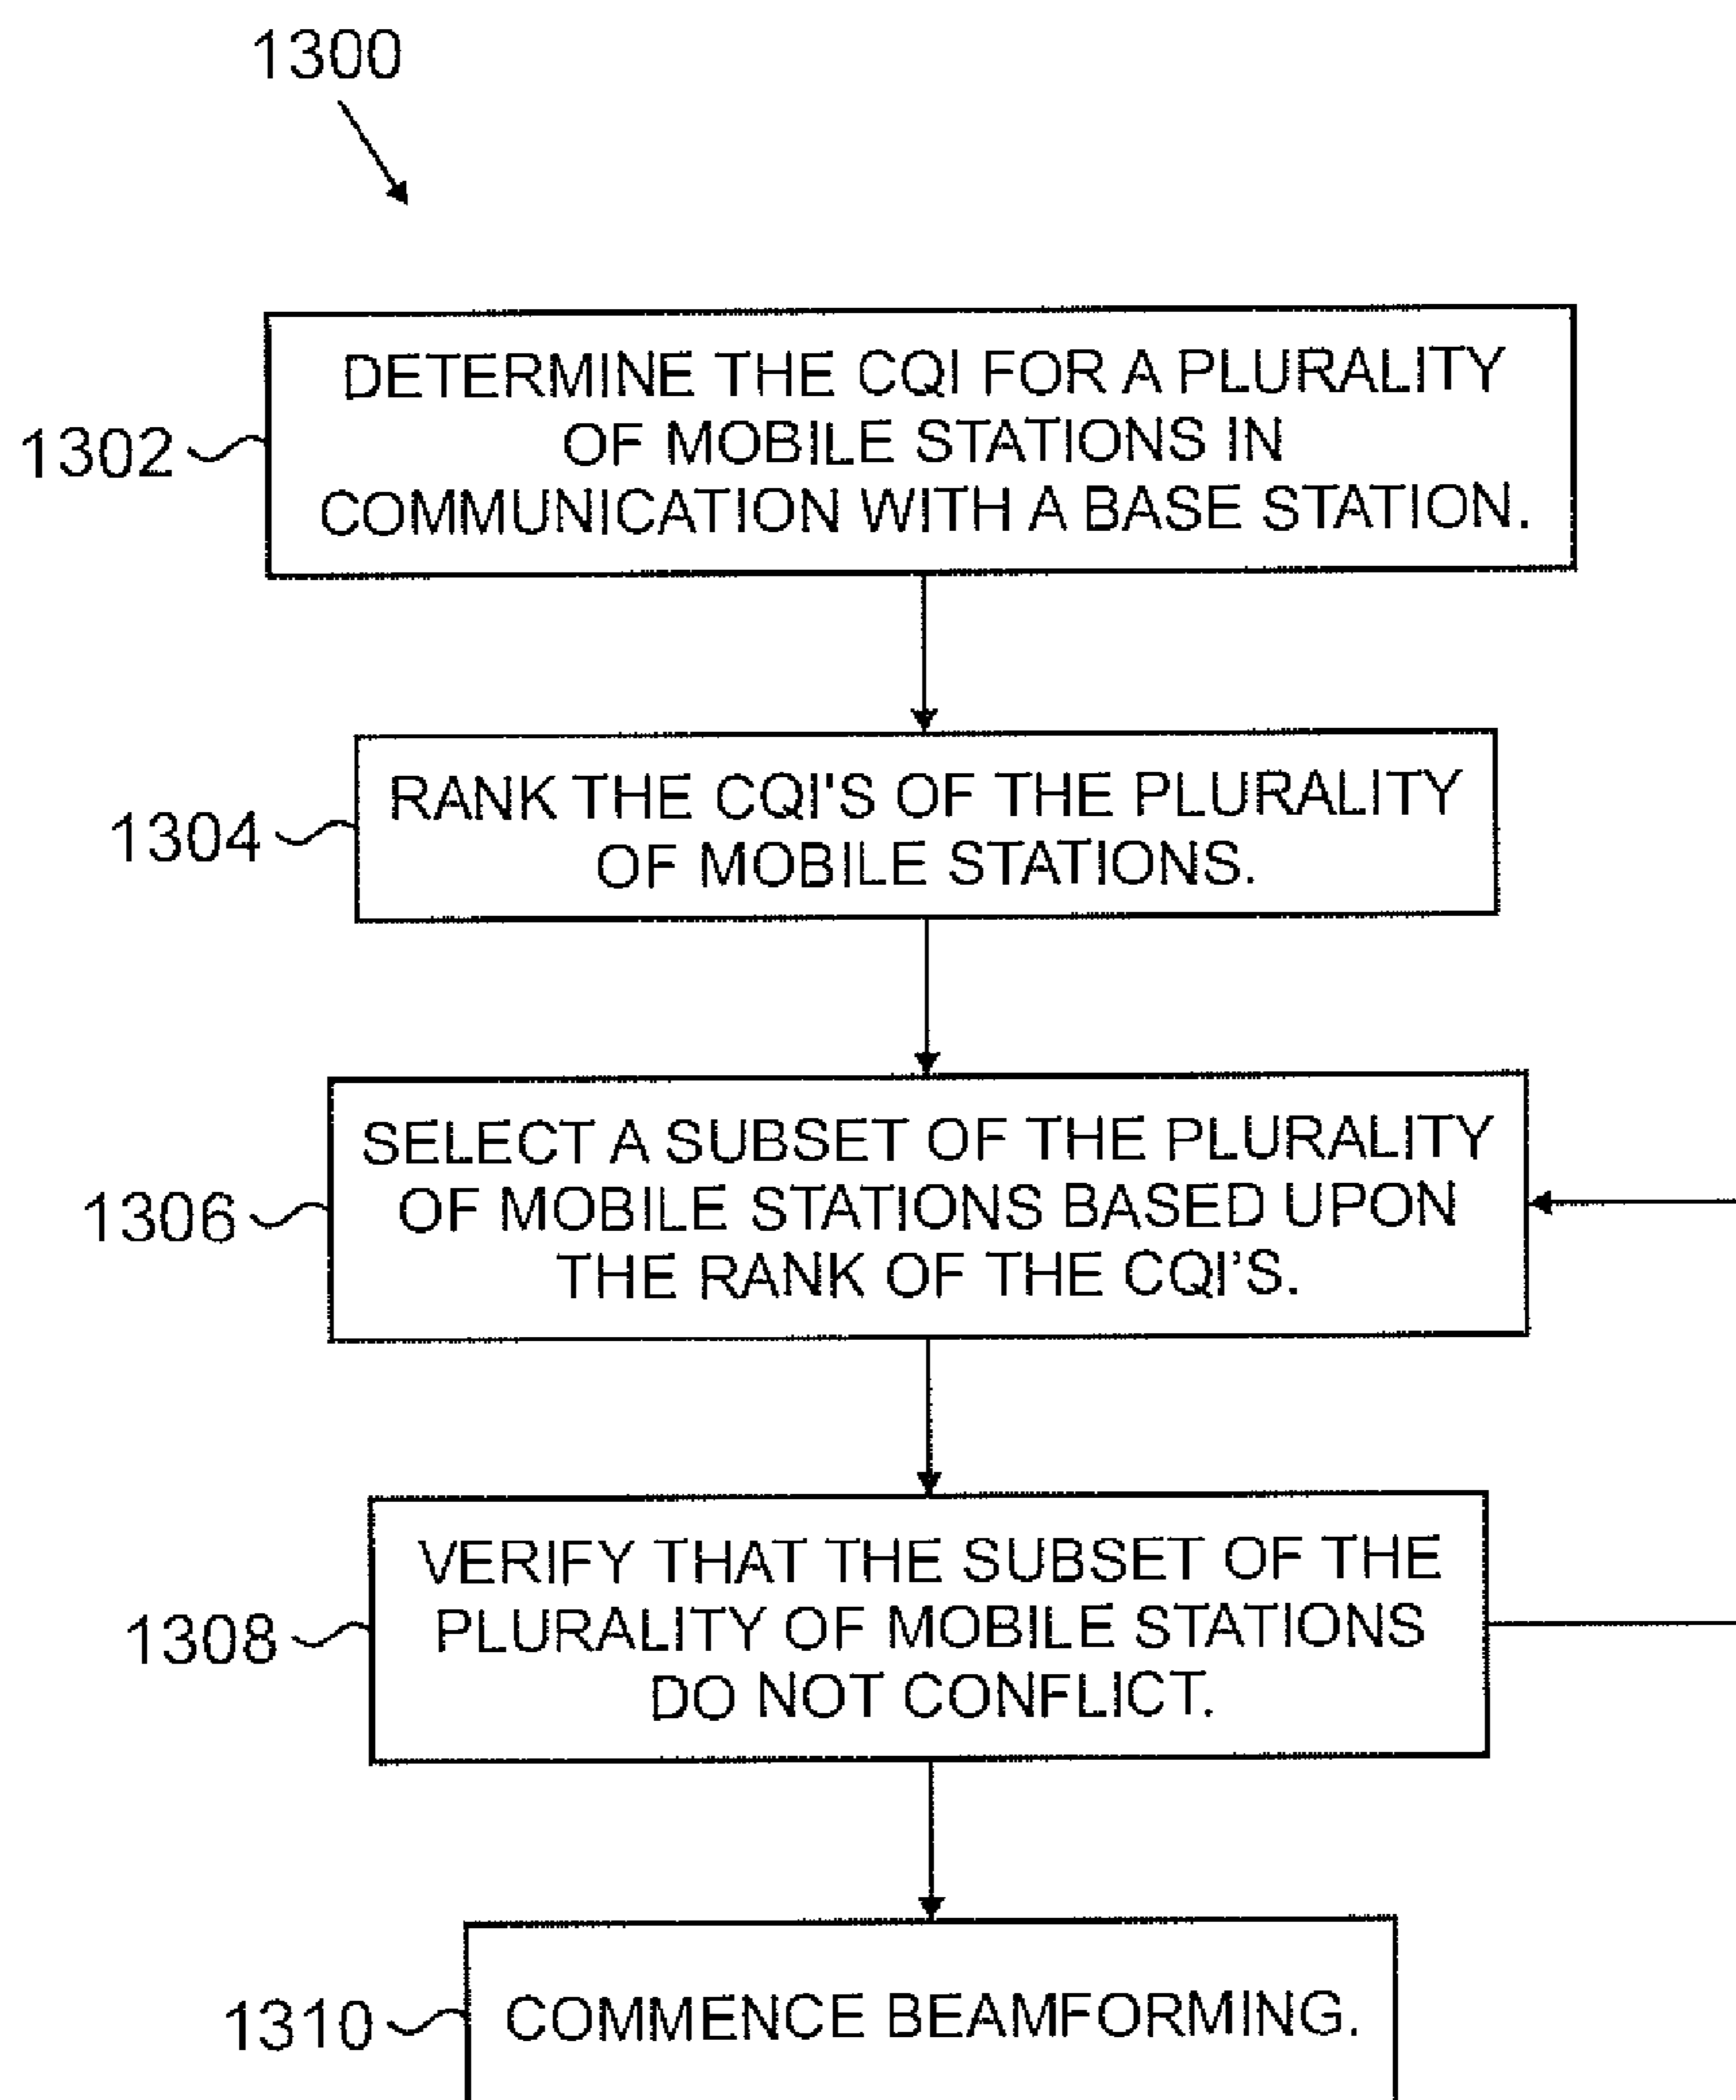 1300
1302
DETERMINE THE CQI FOR A PLURALITY
OF MOBILE STATIONS IN
COMMUNICATION WITH A BASE STATION.
1304
RANK THE CQI'S OF THE PLURALITY
OF MOBILE STATIONS.
1306
SELECT A SUBSET OF THE PLURALITY
OF MOBILE STATIONS BASED UPON
THE RANK OF THE CQI'S.
1308
VERIFY THAT THE SUBSET OF THE
PLURALITY OF MOBILE STATIONS
DO NOT CONFLICT.
1310
COMMENCE BEAMFORMING.